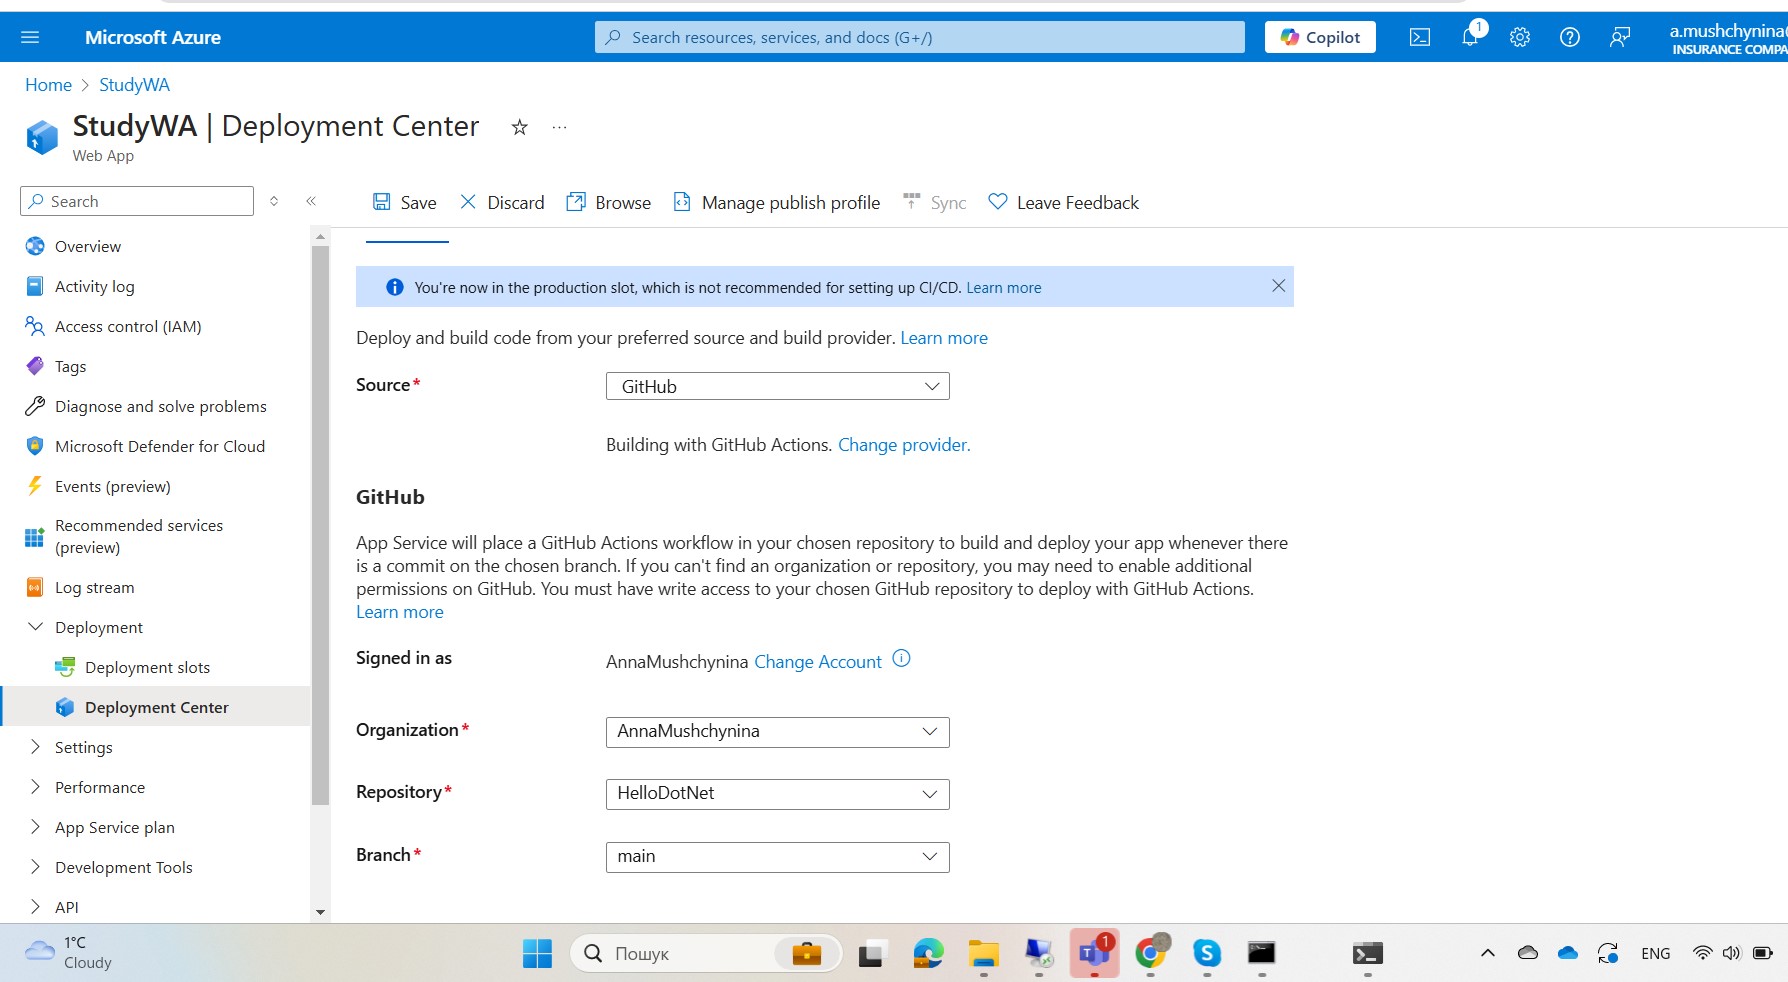 Microsoft Azure
Search resources, services, and docs (G+/)
Copilot
1
a.mushchynina@
INSURANCE COMPA
Home > StudyWA
StudyWA | Deployment Center
Web App
Search
Save
Discard
Browse
Manage publish profile
Sync
Leave Feedback
Overview
Activity log
Access control (IAM)
Tags
Diagnose and solve problems
Microsoft Defender for Cloud
Events (preview)
Recommended services
(preview)
Log stream
Deployment
Deployment slots
Deployment Center
Settings
Performance
App Service plan
Development Tools
API
You're now in the production slot, which is not recommended for setting up CI/CD. Learn more
Deploy and build code from your preferred source and build provider. Learn more
Source*
GitHub
Building with GitHub Actions. Change provider.
GitHub
App Service will place a GitHub Actions workflow in your chosen repository to build and deploy your app whenever there
is a commit on the chosen branch. If you can't find an organization or repository, you may need to enable additional
permissions on GitHub. You must have write access to your chosen GitHub repository to deploy with GitHub Actions.
Learn more
Signed in as
AnnaMushchynina Change Account
Organization*
AnnaMushchynina
Repository*
HelloDotNet
Branch*
main
1°C
Cloudy
Пошук
1
ENG